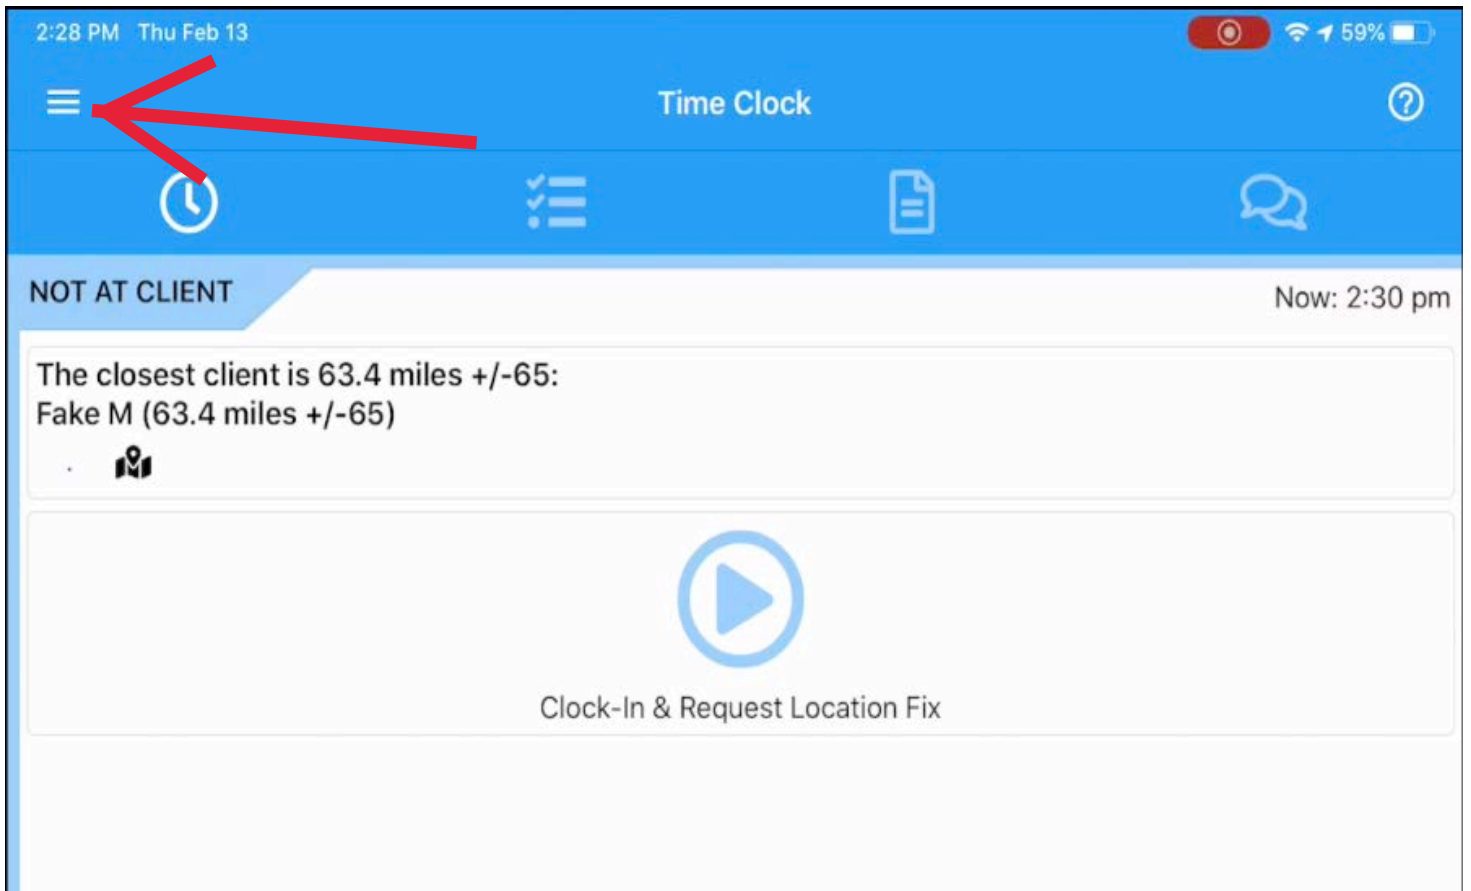 2:28 PM Thu Feb 13
59%
Time Clock
NOT AT CLIENT
Now: 2:30 pm
The closest client is 63.4 miles +/-65:
Fake M (63.4 miles +/-65)
Clock-In & Request Location Fix